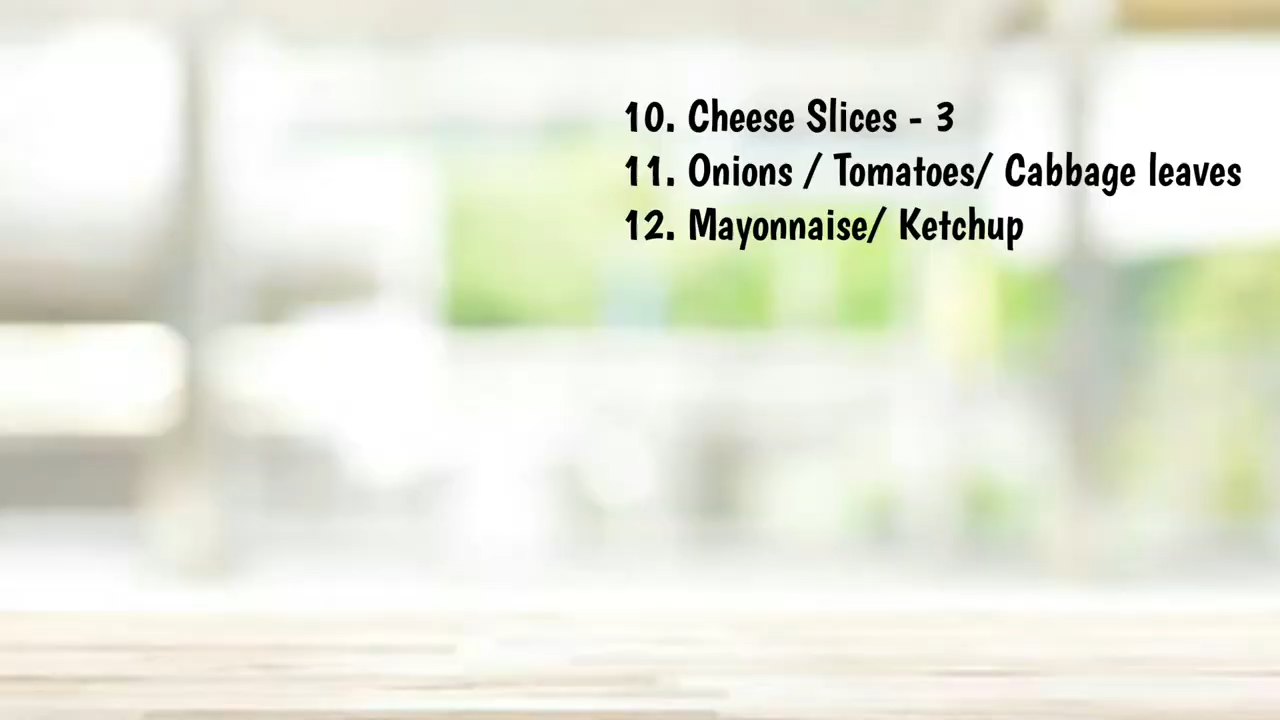 10. Cheese Slices - 3
11. Onions / Tomatoes/ Cabbage leaves
12. Mayonnaise/ Ketchup